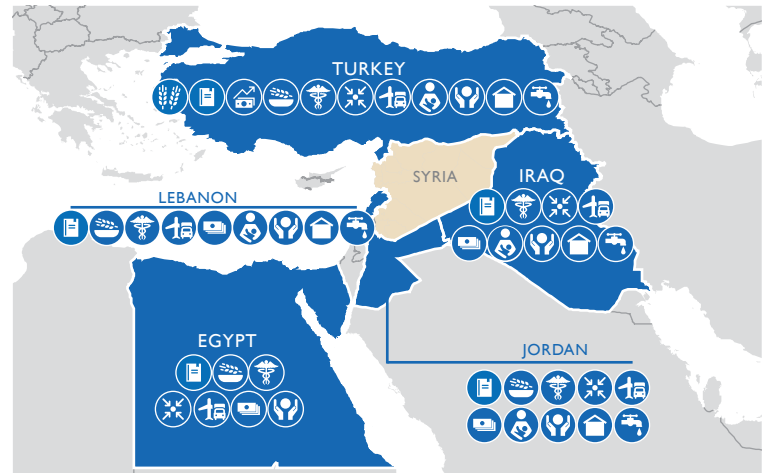 TURKEY
SYRIA
IRAQ
LEBANON
EGYPT
JORDAN